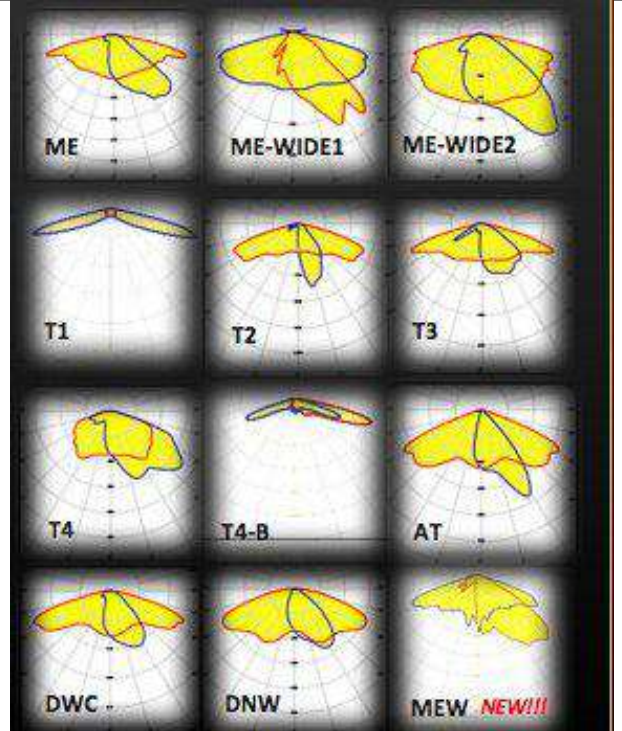 ME
ME-WIDE1
ME-WIDE2
T1
T2
T3
T4
T4-B
AT
DWC
DNW
MEW NEW!!!